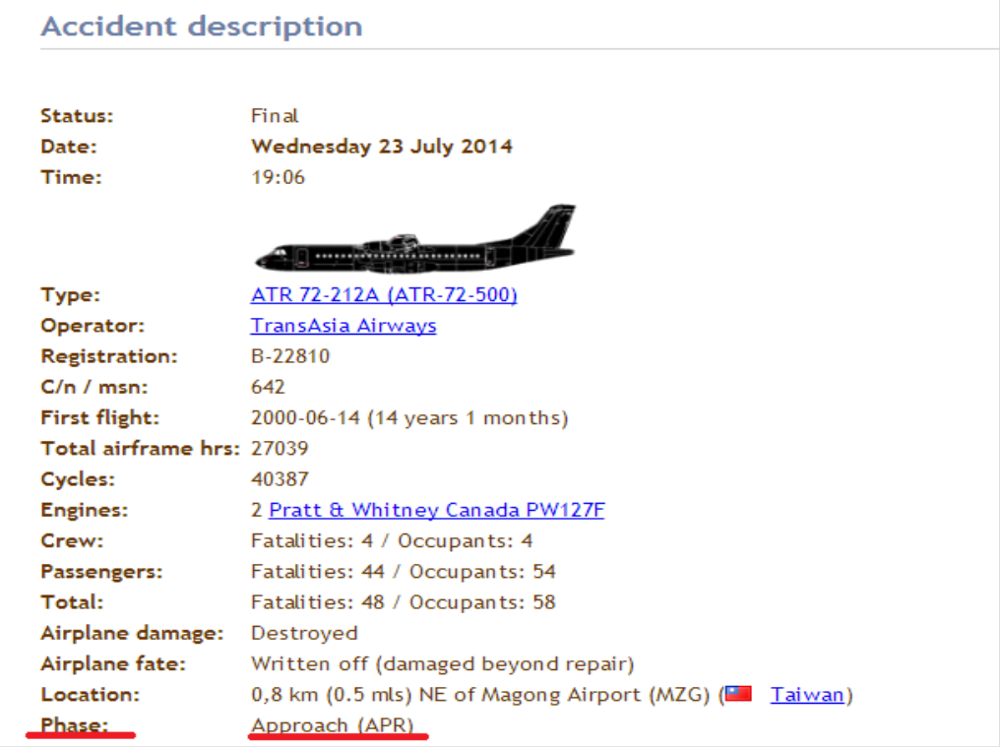 Accident description
Status: Final
Date: Wednesday 23 July 2014
Time: 19:06
Type: ATR 72-212A (ATR-72-500)
Operator: TransAsia Airways
Registration: B-22810
C/n / msn: 642
First flight: 2000-06-14 (14 years 1 months)
Total airframe hrs: 27039
Cycles: 40387
Engines: 2 Pratt & Whitney Canada PW127F
Crew: Fatalities: 4 / Occupants: 4
Passengers: Fatalities: 44 / Occupants: 54
Total: Fatalities: 48 / Occupants: 58
Airplane damage: Destroyed
Airplane fate: Written off (damaged beyond repair)
Location: 0,8 km (0.5 mls) NE of Magong Airport (MZG) ( Taiwan)
Phase: Approach (APR)